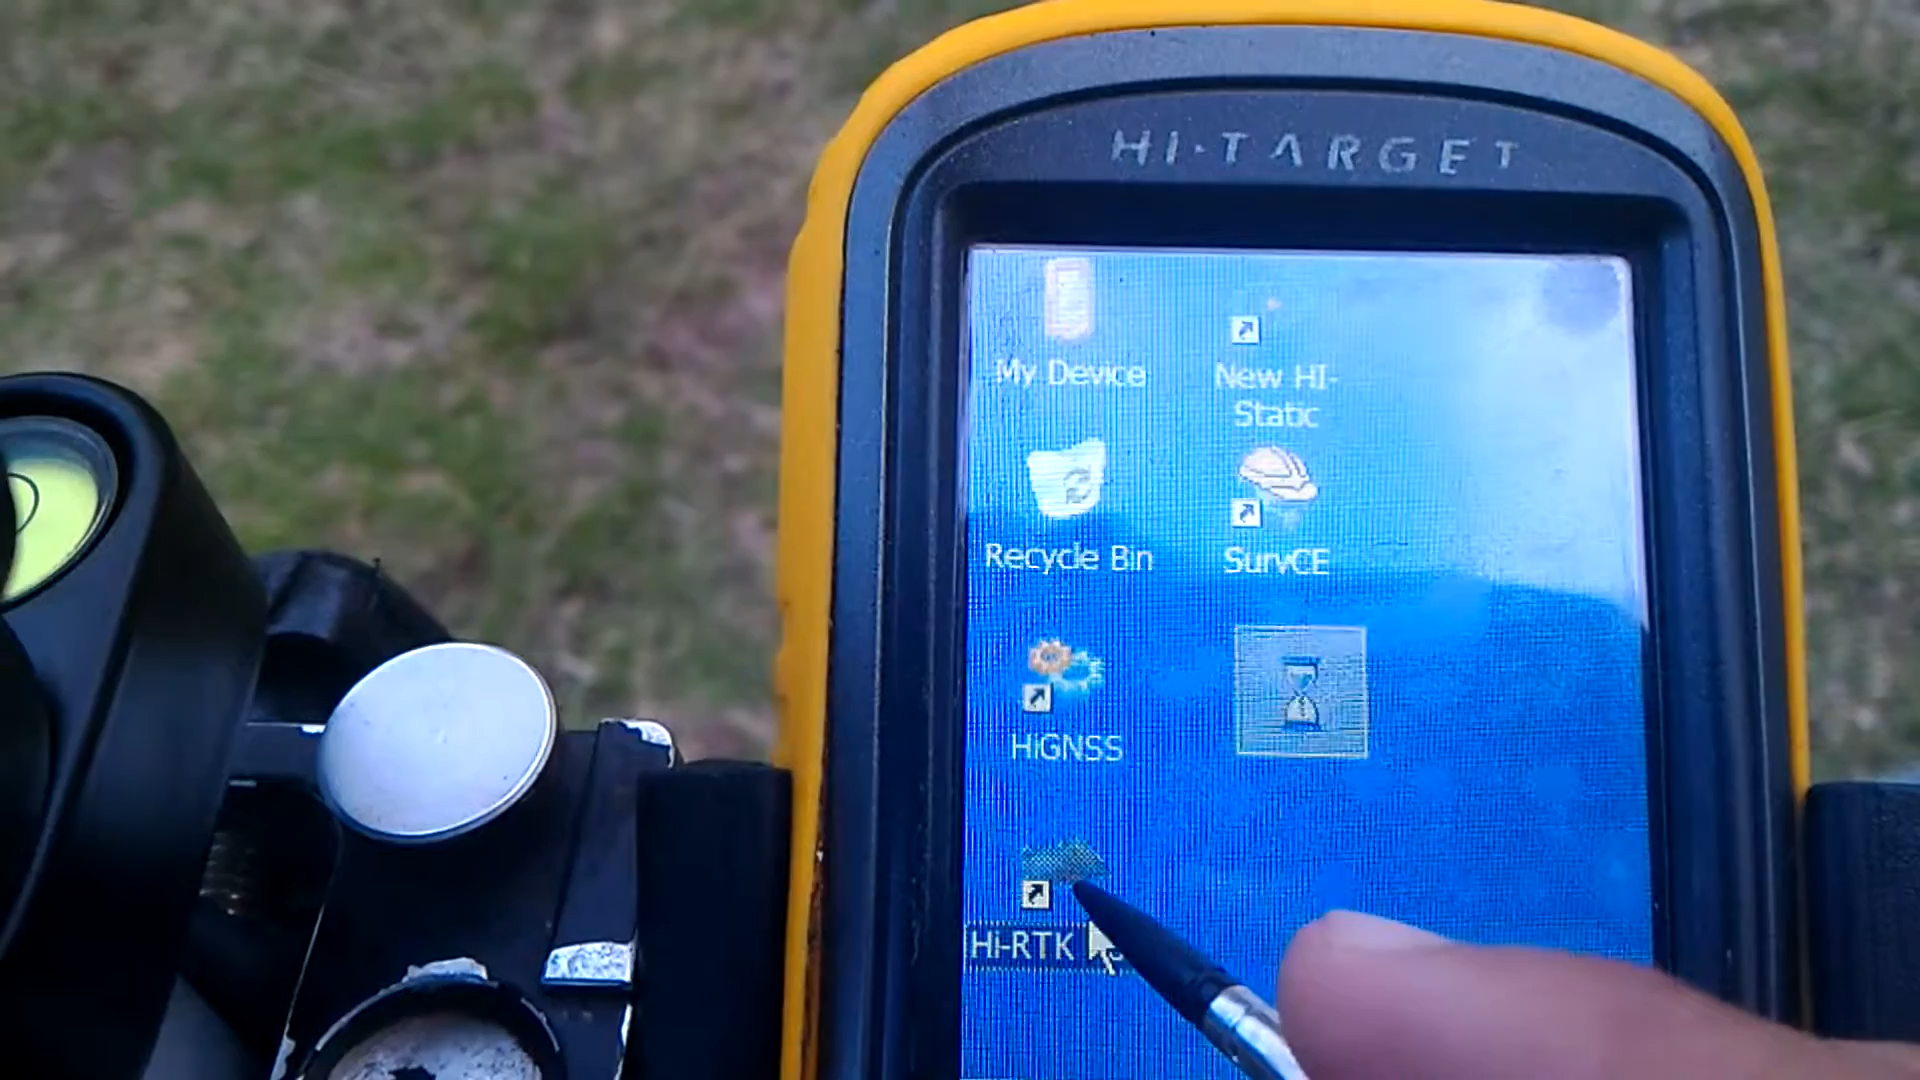 HI·TARGET
My Device
New HI-
Static
Recycle Bin
SurvCE
HiGNSS
Hi-RTK